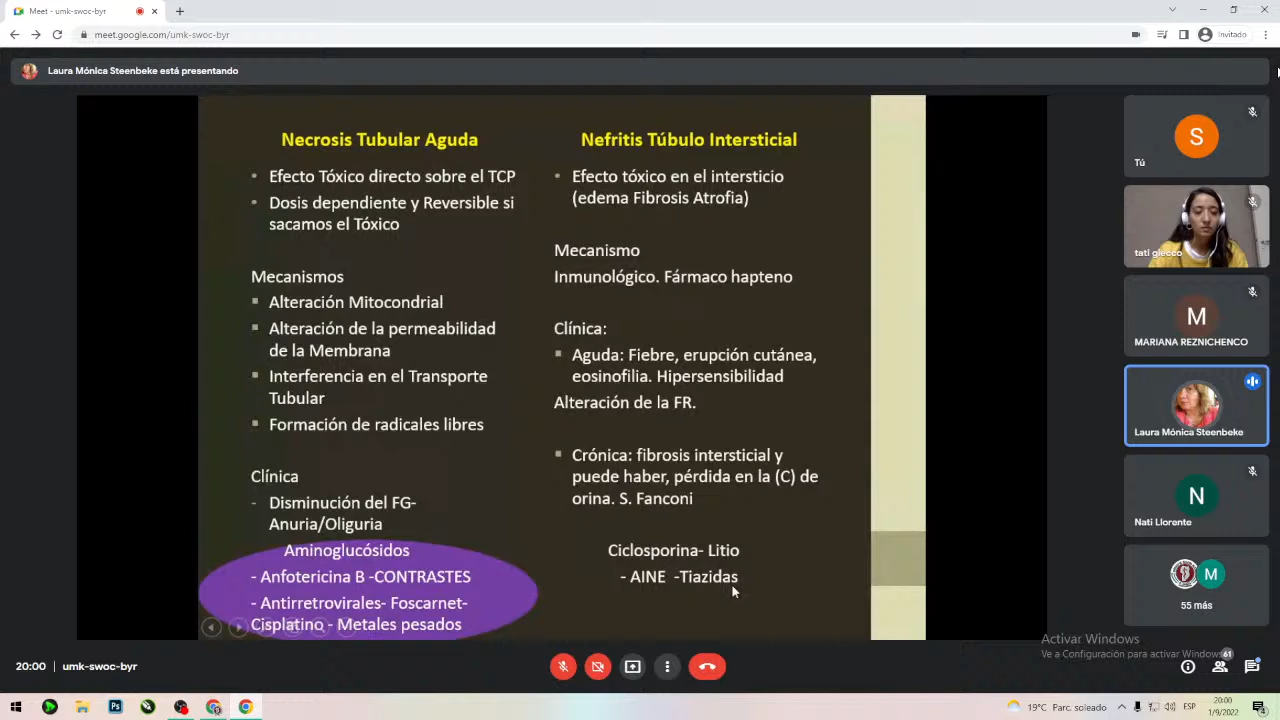 Meet - umk-swoc-byr
meet.google.com/umk-swoc-byr
Invitado
Laura Mónica Steenbeke está presentando
Necrosis Tubular Aguda
• Efecto Tóxico directo sobre el TCP
• Dosis dependiente y Reversible si
sacamos el Tóxico
Mecanismos
▪ Alteración Mitocondrial
▪ Alteración de la permeabilidad
de la Membrana
▪ Interferencia en el Transporte
Tubular
▪ Formación de radicales libres
Clínica
- Disminución del FG-
Anuria/Oliguria
Aminoglucósidos
- Anfotericina B -CONTRASTES
- Antirretrovirales- Foscarnet-
Cisplatino - Metales pesados
Nefritis Túbulo Intersticial
• Efecto tóxico en el intersticio
(edema Fibrosis Atrofia)
Mecanismo
Inmunológico. Fármaco hapteno
Clínica:
▪ Aguda: Fiebre, erupción cutánea,
eosinofilia. Hipersensibilidad
Alteración de la FR.
▪ Crónica: fibrosis intersticial y
puede haber, pérdida en la (C) de
orina. S. Fanconi
Ciclosporina- Litio
- AINE -Tiazidas
S
Tú
tati giecco
M
MARIANA REZNICHENCO
Laura Mónica Steenbeke
N
Nati Llorente
M
55 más
Activar Windows
Ve a Configuración para activar Windows.
20:00 | umk-swoc-byr
61
Ps
19°C Parc. soleado
ESP
20:00
1/9/2022
4